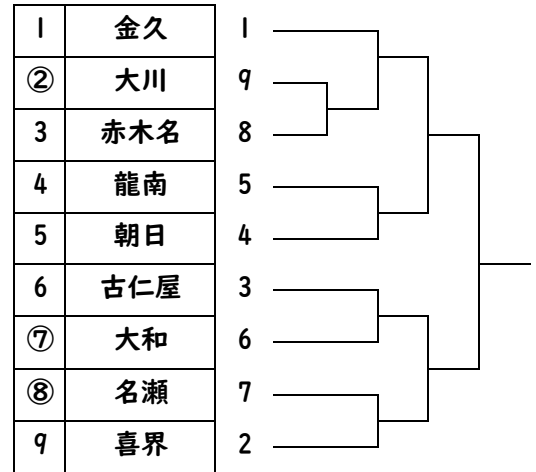 1 金久 1
② 大川 9
3 赤木名 8
4 龍南 5
5 朝日 4
6 古仁屋 3
⑦ 大和 6
⑧ 名瀬 7
9 喜界 2